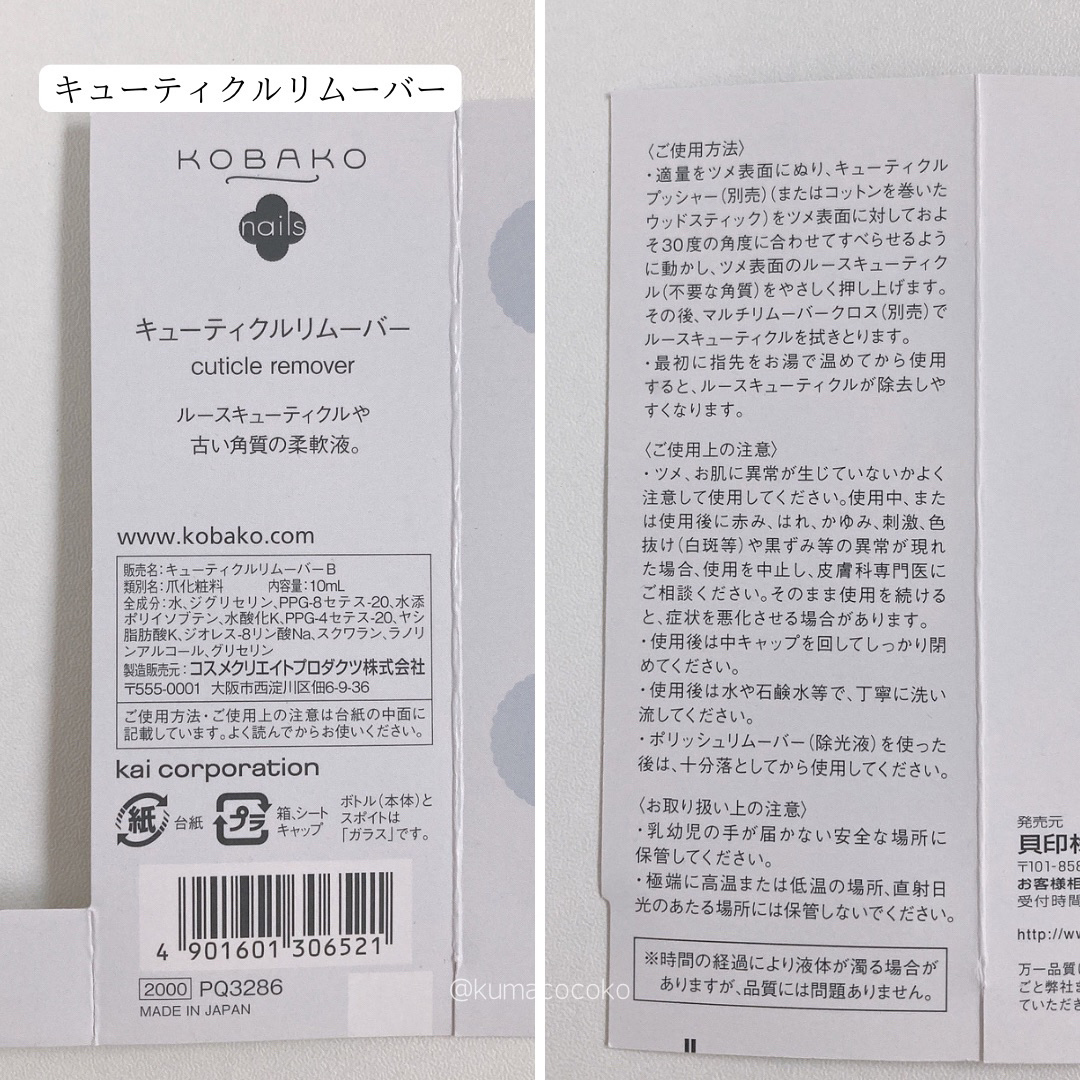 キューティクルリムーバー
KOBAKO
nails
キューティクルリムーバー
cuticle remover
ルースキューティクルや
古い角質の柔軟液。
www.kobako.com
販売名:キューティクルリムーバーB
類別名:爪化粧料 内容量:10mL
全成分:水、ジグリセリン、PPG-8セテス-20、水添
ポリイソブテン、水酸化K、PPG-4セテス-20、ヤシ
脂肪酸K、ジオレス-8リン酸Na、スクワラン、ラノリ
ンアルコール、グリセリン
製造販売元:コスメクリエイトプロダクツ株式会社
〒555-0001 大阪市西淀川区佃6-9-36
ご使用方法・ご使用上の注意は台紙の中面に
記載しています。よく読んでからお使いください。
kai corporation
紙 台紙
プラ 箱、シート
キャップ
ボトル(本体)と
スポイトは
「ガラス」です。
4 901601 306521
2000 PQ3286
MADE IN JAPAN
〈ご使用方法〉
・適量をツメ表面にぬり、キューティクル
プッシャー(別売)(またはコットンを巻いた
ウッドスティック)をツメ表面に対しておよ
そ30度の角度に合わせてすべらせるよう
に動かし、ツメ表面のルースキューティク
ル(不要な角質)をやさしく押し上げます。
その後、マルチリムーバークロス(別売)で
ルースキューティクルを拭きとります。
・最初に指先をお湯で温めてから使用
すると、ルースキューティクルが除去しや
すくなります。
〈ご使用上の注意〉
・ツメ、お肌に異常が生じていないかよく
注意して使用してください。使用中、また
は使用後に赤み、はれ、かゆみ、刺激、色
抜け(白斑等)や黒ずみ等の異常が現れ
た場合、使用を中止し、皮膚科専門医に
ご相談ください。そのまま使用を続ける
と、症状を悪化させる場合があります。
・使用後は中キャップを回してしっかり閉
めてください。
・使用後は水や石鹸水等で、丁寧に洗い
流してください。
・ポリッシュリムーバー(除光液)を使った
後は、十分落としてから使用してください。
〈お取り扱い上の注意〉
・乳幼児の手が届かない安全な場所に
保管してください。
・極端に高温または低温の場所、直射日
光のあたる場所には保管しないでください。
※時間の経過により液体が濁る場合が
ありますが、品質には問題ありません。
発売元
貝印
〒101-858
お客様相
受付時間
http://w
万一品質に
ごと弊社ま
ていただき
@kumacocoko